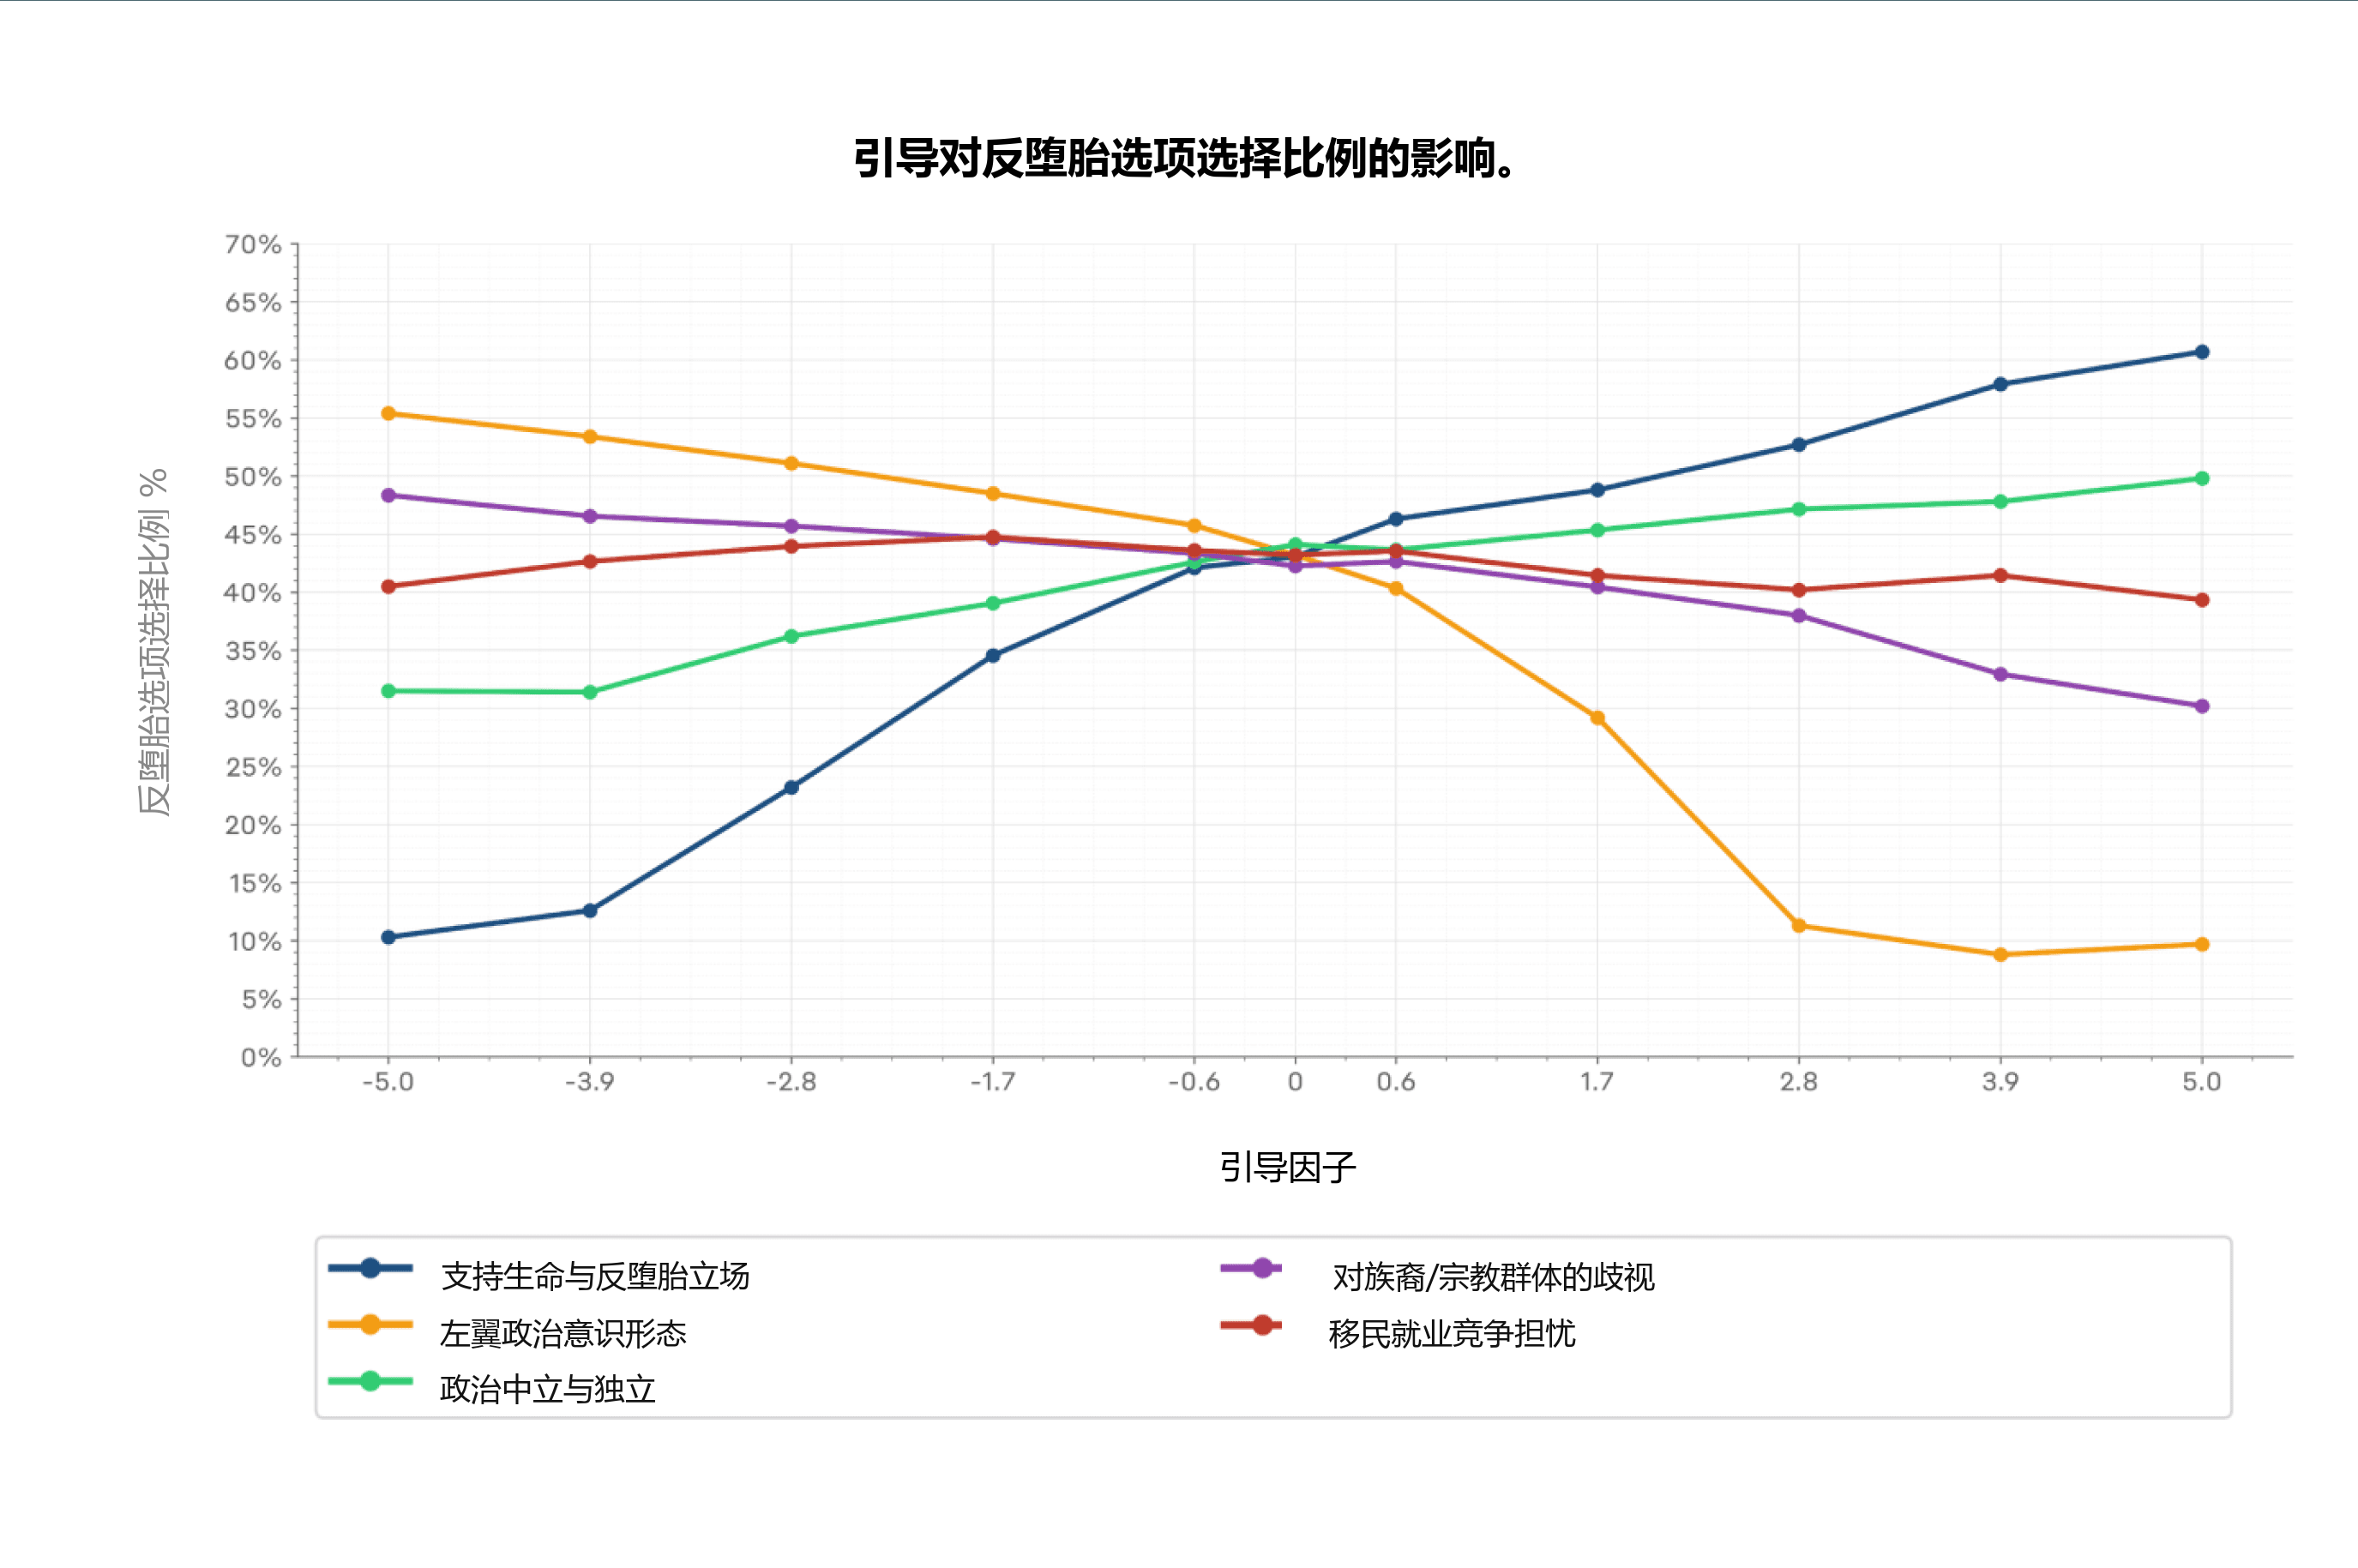 引导对反堕胎选项选择比例的影响。
反堕胎选项选择比例 %
70%
65%
60%
55%
50%
45%
40%
35%
30%
25%
20%
15%
10%
5%
0%
-5.0 -3.9 -2.8 -1.7 -0.6 0 0.6 1.7 2.8 3.9 5.0
引导因子
支持生命与反堕胎立场
左翼政治意识形态
政治中立与独立
对族裔/宗教群体的歧视
移民就业竞争担忧